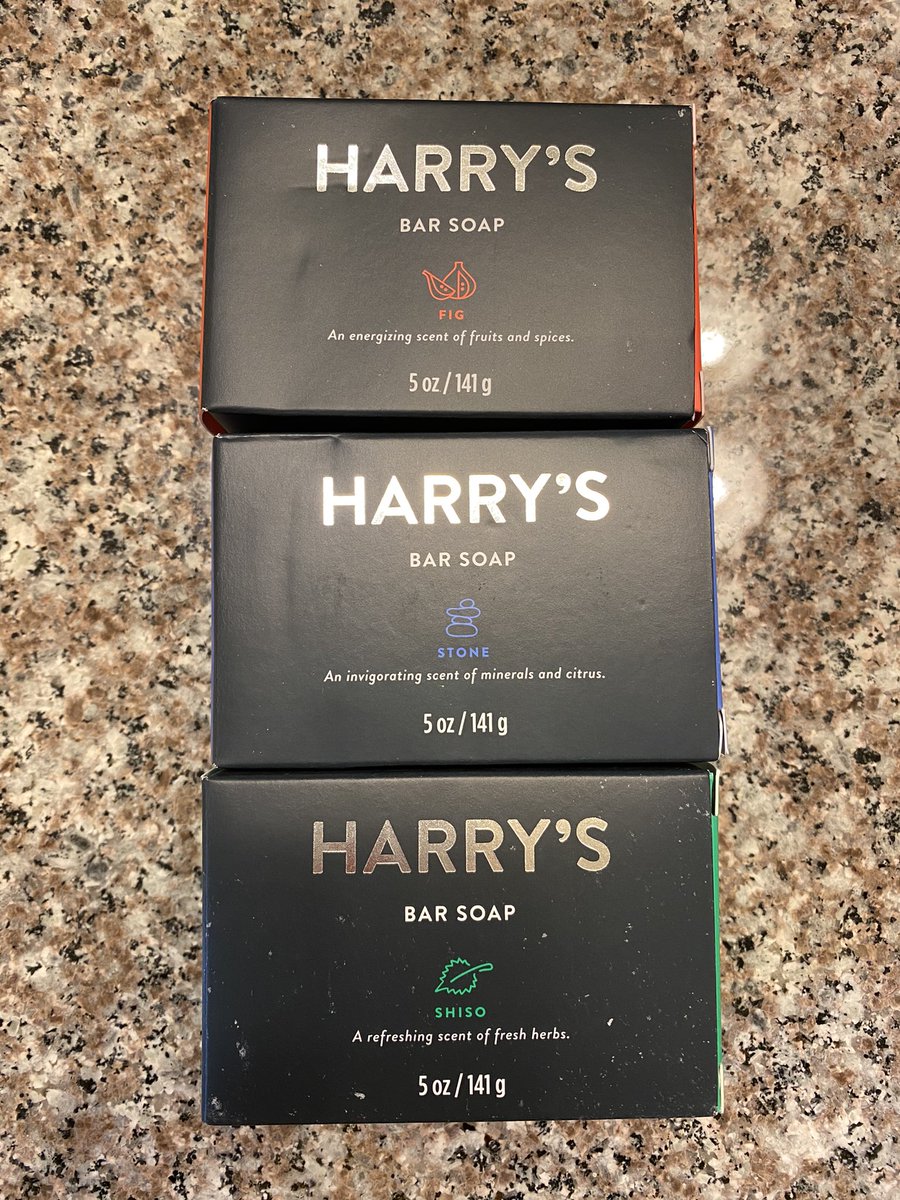 HARRY'S
BAR SOAP
FIG
An energizing scent of fruits and spices.
5 oz / 141 g
HARRY'S
BAR SOAP
STONE
An invigorating scent of minerals and citrus.
5 oz / 141 g
HARRY'S
BAR SOAP
SHISO
A refreshing scent of fresh herbs.
5 oz / 141 g